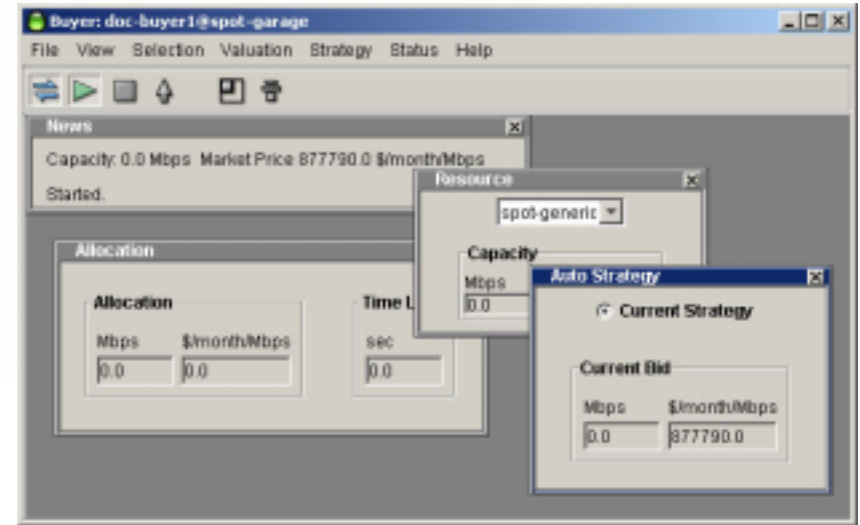 Buyer: doc-buyer1@spot-garage
File View Selection Valuation Strategy Status Help
News
Capacity: 0.0 Mbps Market Price 877790.0 $/month/Mbps
Started.
Resource
spot-generic
Capacity
Mbps
0.0
Allocation
Allocation
Mbps $/month/Mbps
0.0 0.0
Time L
sec
0.0
Auto Strategy
Current Strategy
Current Bid
Mbps $/month/Mbps
0.0 877790.0